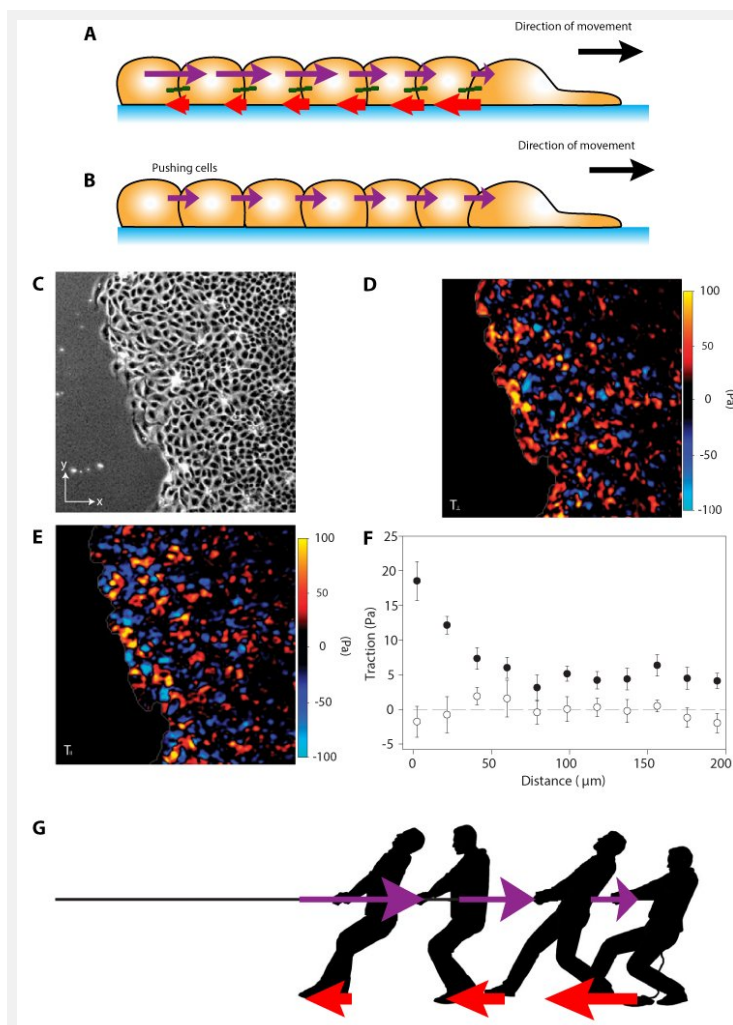 A
Direction of movement
B
Pushing cells
Direction of movement
C
y
x
D
100
50
0
-50
-100
(Pa)
T⊥
E
100
50
0
-50
-100
(Pa)
F
25
20
15
10
5
0
-5
Traction (Pa)
0
50
100
150
200
Distance ( μm)
G